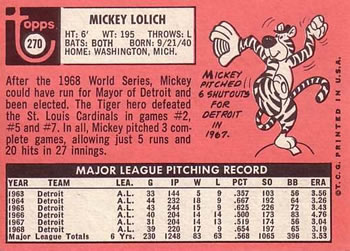 topps
270
MICKEY LOLICH
HT: 6' WT: 195 THROWS: L
BATS: BOTH BORN: 9/21/40
HOME: WASHINGTON, MICH.
After the 1968 World Series, Mickey
could have run for Mayor of Detroit and
been elected. The Tiger hero defeated
the St. Louis Cardinals in games #2,
#5 and #7. In all, Mickey pitched 3 com-
plete games, allowing just 5 runs and
20 hits in 27 innings.
MICKEY
PITCHED
6 SHUTOUTS
FOR
DETROIT
IN
1967.
© T.C.G. PRINTED IN U.S.A.
MAJOR LEAGUE PITCHING RECORD
YEAR TEAM LEA. G IP W L PCT SO BB ERA
1963 Detroit A.L. 33 144 5 9 .357 103 56 3.56
1964 Detroit A.L. 44 232 18 9 .667 192 64 3.26
1965 Detroit A.L. 43 244 15 9 .625 226 72 3.43
1966 Detroit A.L. 40 204 14 14 .500 173 83 4.76
1967 Detroit A.L. 31 204 14 13 .519 174 56 3.04
1968 Detroit A.L. 39 220 17 9 .654 197 65 3.19
Major League Totals 6 Yrs. 230 1248 83 63 .568 1065 396 3.53